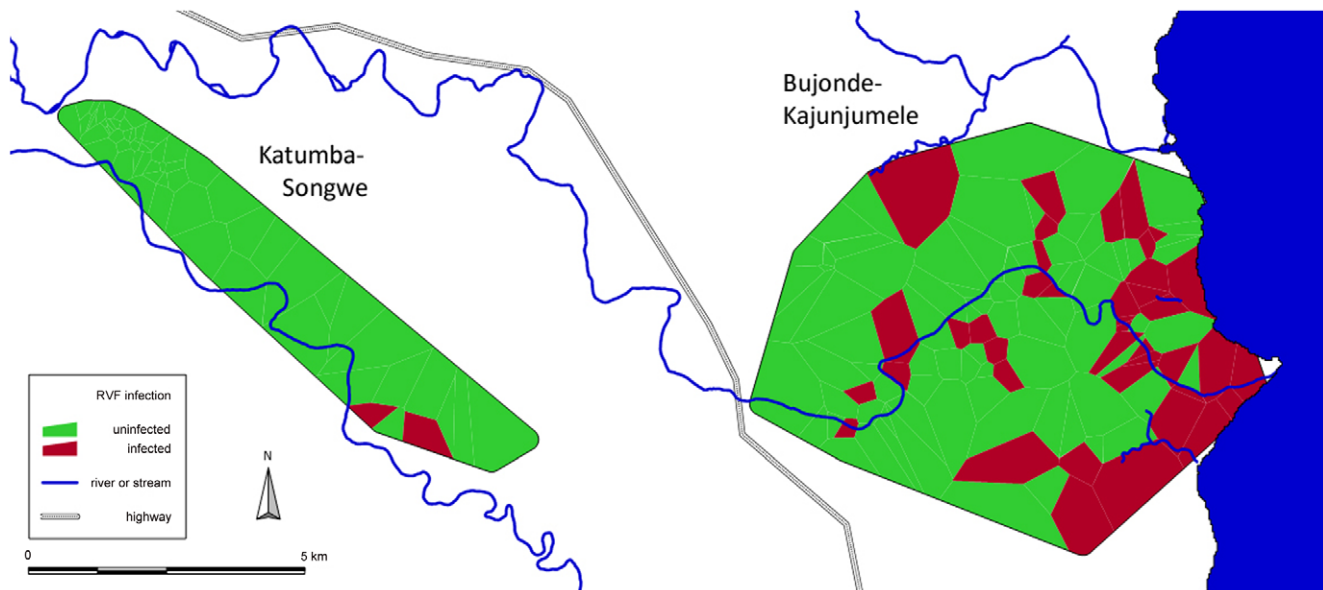 Bujonde-
Kajunjumele
Katumba-
Songwe
RVF infection
uninfected
infected
river or stream
highway
N
0
5 km